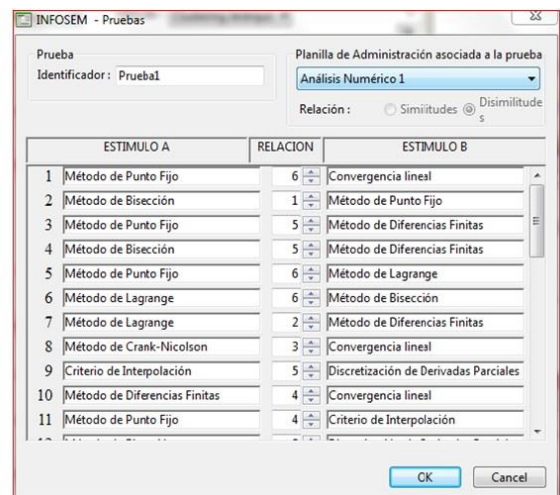 INFOSEM - Pruebas
Prueba
Identificador : Prueba1
Planilla de Administración asociada a la prueba
Análisis Numérico 1
Relación : Similitudes Disimilitude
s
ESTIMULO A RELACION ESTIMULO B
1 Método de Punto Fijo 6 Convergencia lineal
2 Método de Bisección 1 Método de Punto Fijo
3 Método de Punto Fijo 5 Método de Diferencias Finitas
4 Método de Bisección 5 Método de Diferencias Finitas
5 Método de Punto Fijo 6 Método de Lagrange
6 Método de Lagrange 6 Método de Bisección
7 Método de Lagrange 2 Método de Diferencias Finitas
8 Método de Crank-Nicolson 3 Convergencia lineal
9 Criterio de Interpolación 5 Discretización de Derivadas Parciales
10 Método de Diferencias Finitas 4 Convergencia lineal
11 Método de Punto Fijo 4 Criterio de Interpolación
OK Cancel